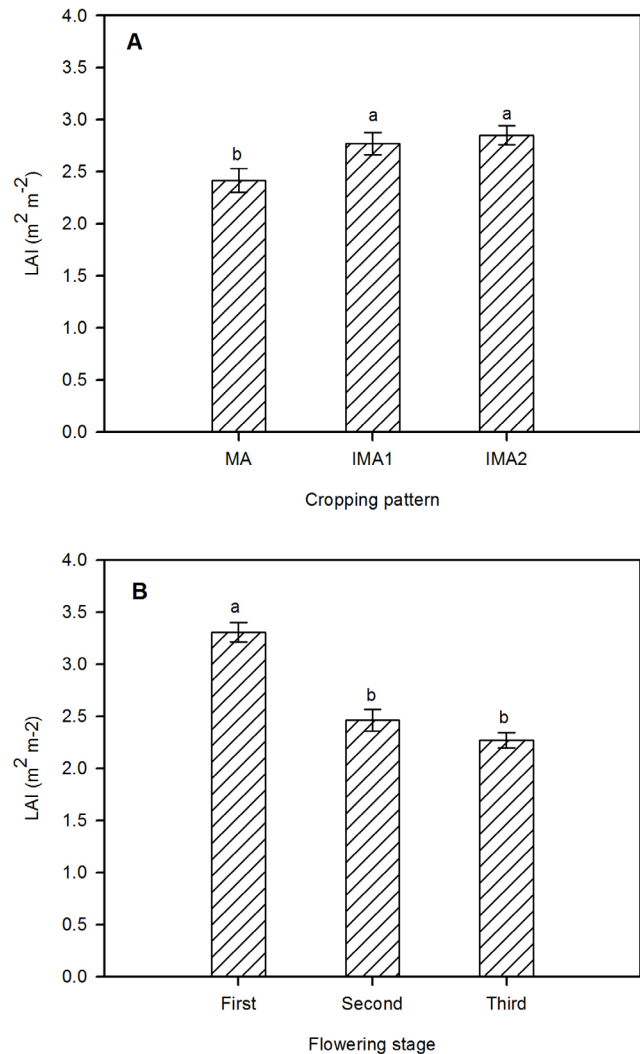 A
4.0
3.5
3.0
2.5
2.0
1.5
1.0
0.5
0.0
LAI (m² m⁻²)
b
a
a
MA IMA1 IMA2
Cropping pattern
B
4.0
3.5
3.0
2.5
2.0
1.5
1.0
0.5
0.0
LAI (m² m-2)
a
b
b
First Second Third
Flowering stage